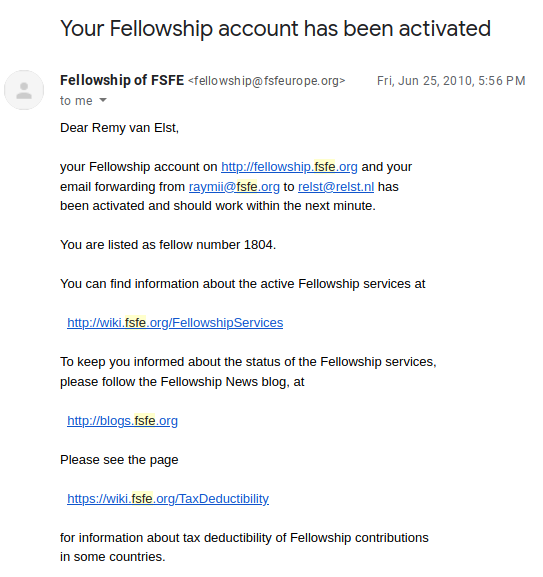 Your Fellowship account has been activated
Fellowship of FSFE <fellowship@fsfeurope.org> Fri, Jun 25, 2010, 5:56 PM
to me
Dear Remy van Elst,
your Fellowship account on http://fellowship.fsfe.org and your
email forwarding from raymii@fsfe.org to relst@relst.nl has
been activated and should work within the next minute.
You are listed as fellow number 1804.
You can find information about the active Fellowship services at
http://wiki.fsfe.org/FellowshipServices
To keep you informed about the status of the Fellowship services,
please follow the Fellowship News blog, at
http://blogs.fsfe.org
Please see the page
https://wiki.fsfe.org/TaxDeductibility
for information about tax deductibility of Fellowship contributions
in some countries.